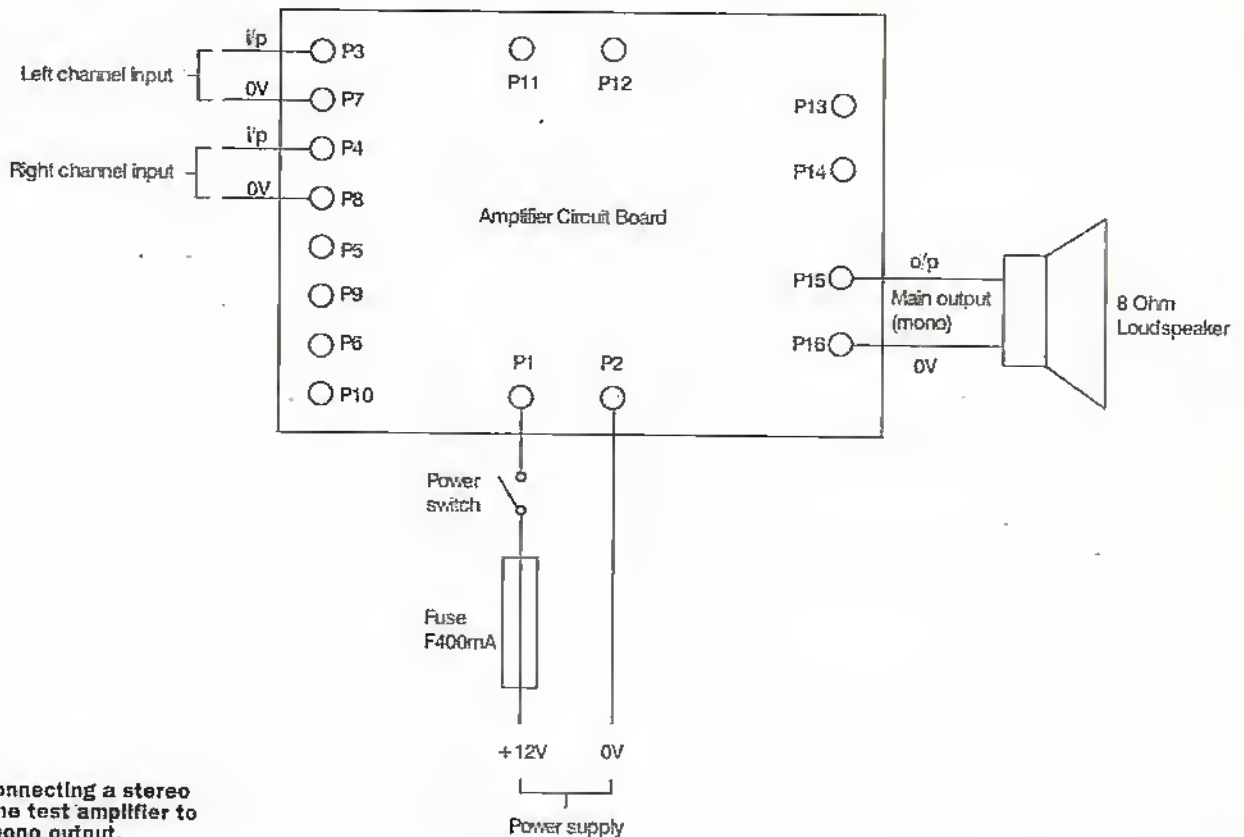 i/p
P3
P11
P12
Left channel input
0V
P7
P13
i/p
P4
Right channel input
P14
0V
P8
Amplifier Circuit Board
P5
o/p
P15
P9
Main output
(mono)
8 Ohm
Loudspeaker
P6
P16
0V
P1
P2
P10
Power
switch
Fuse
F400mA
+12V
0V
Power supply
onnecting a stereo
test amplifier to
output.